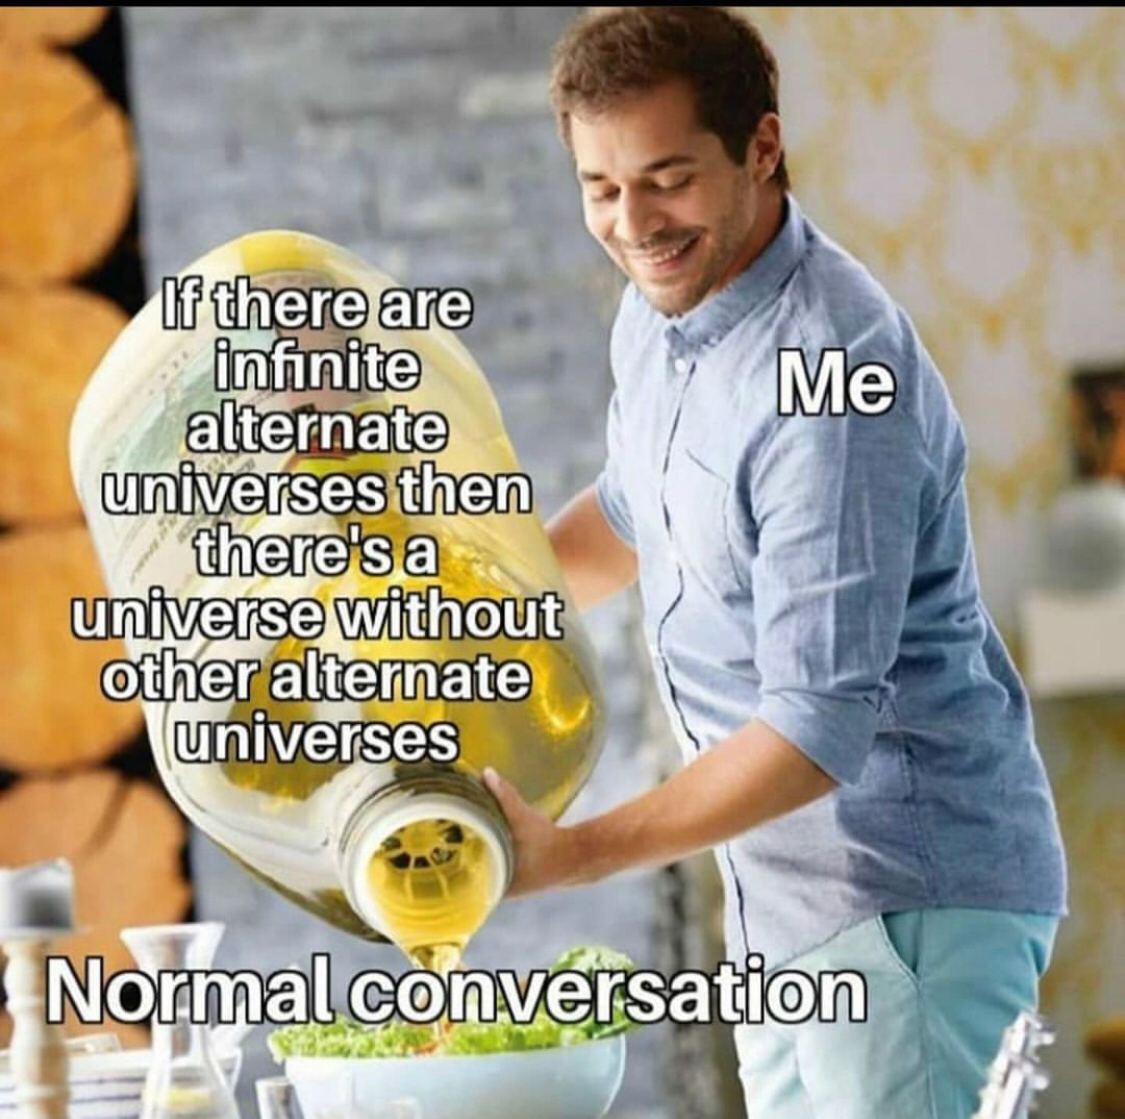 If there are
infinite
alternate
universes then
there's a
universe without
other alternate
universes
Me
Normal conversation